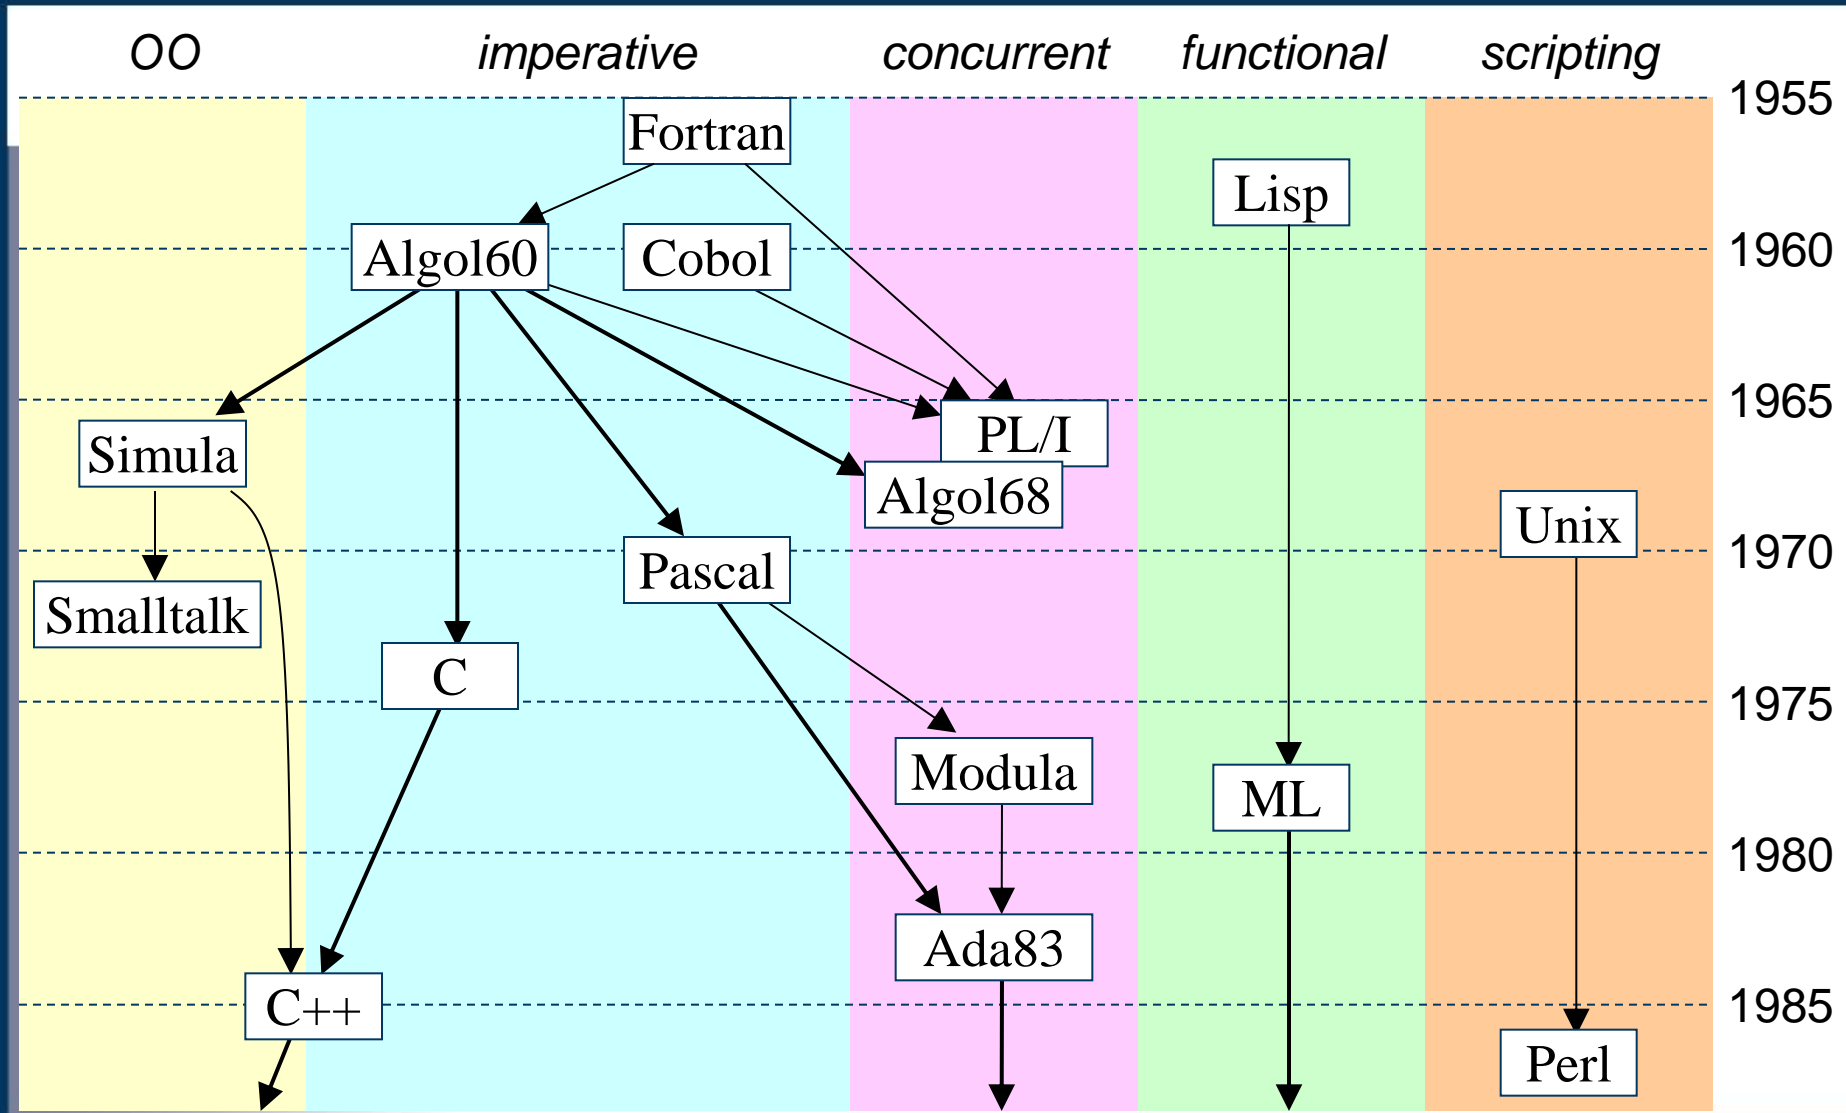 OO imperative concurrent functional scripting
1955
Fortran
Lisp
Algol60 Cobol
1960
1965
PL/I
Simula
Algol68
Unix
1970
Pascal
Smalltalk
C
1975
Modula
ML
1980
Ada83
C++
1985
Perl